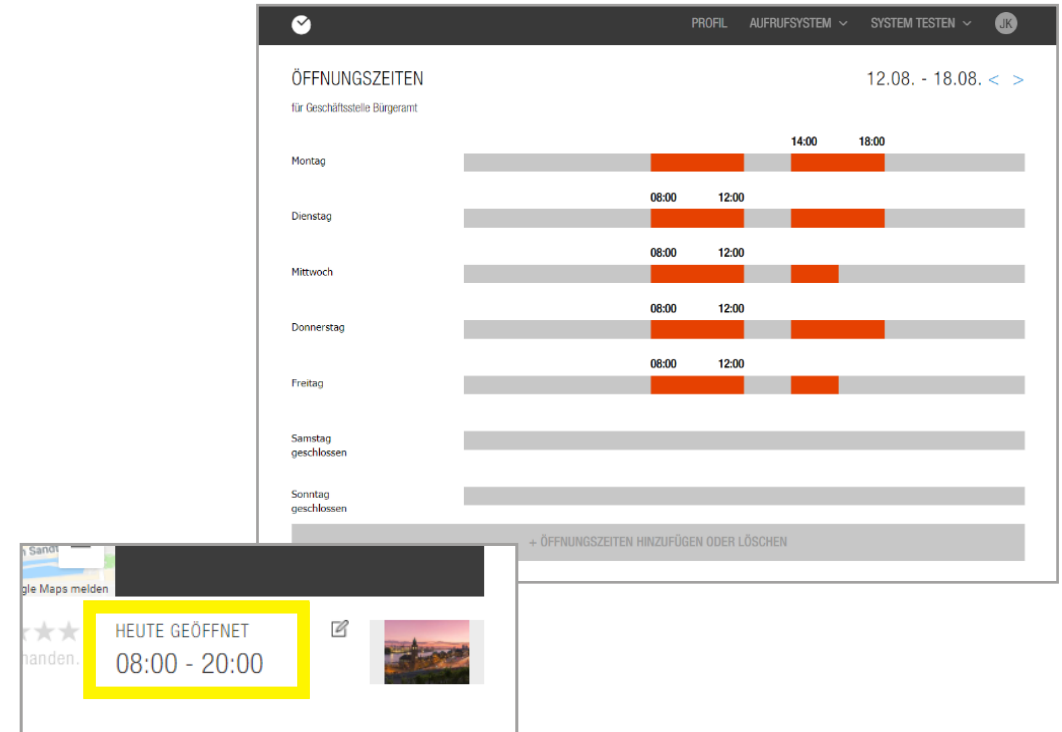 PROFIL AUFRUFSYSTEM SYSTEM TESTEN JK
ÖFFNUNGSZEITEN 12.08. - 18.08. < >
für Geschäftsstelle Bürgeramt
14:00 18:00
Montag
08:00 12:00
Dienstag
08:00 12:00
Mittwoch
08:00 12:00
Donnerstag
08:00 12:00
Freitag
Samstag
geschlossen
Sonntag
geschlossen
+ ÖFFNUNGSZEITEN HINZUFÜGEN ODER LÖSCHEN
Maps melden
HEUTE GEÖFFNET
08:00 - 20:00